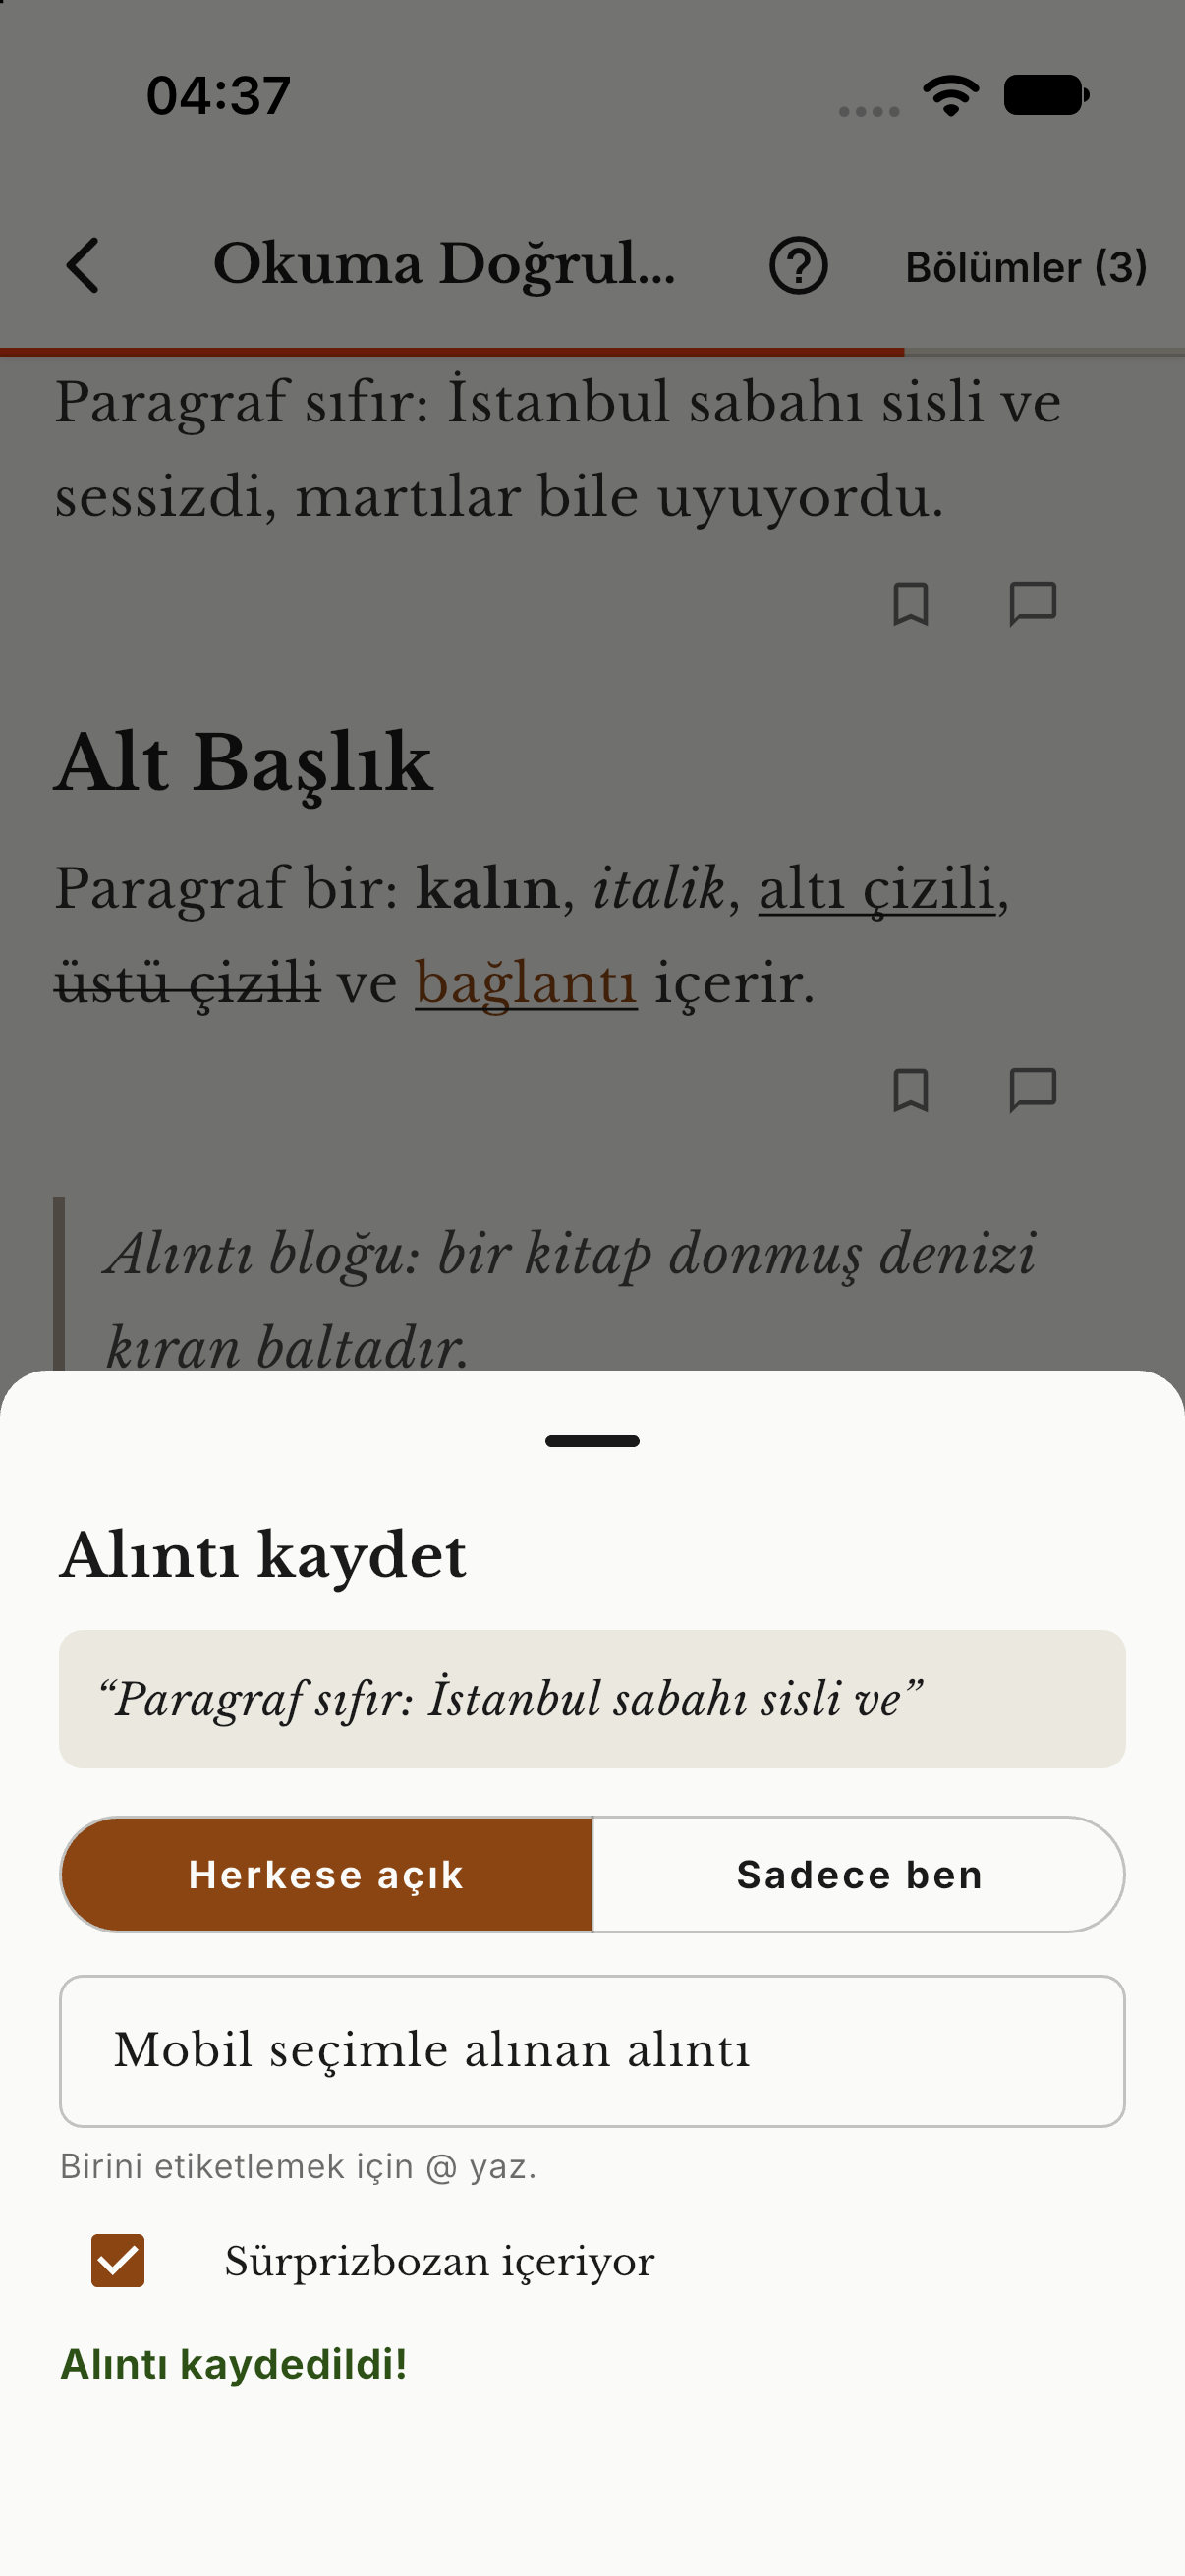 04:37
Okuma Doğrul...
Bölümler (3)
Paragraf sıfır: İstanbul sabahı sisli ve
sessizdi, martılar bile uyuyordu.
Alt Başlık
Paragraf bir: kalın, italik, altı çizili,
üstü çizili ve bağlantı içerir.
Alıntı bloğu: bir kitap donmuş denizi
kıran baltadır.
Alıntı kaydet
“Paragraf sıfır: İstanbul sabahı sisli ve”
Herkese açık
Sadece ben
Mobil seçimle alınan alıntı
Birini etiketlemek için @ yaz.
Sürprizbozan içeriyor
Alıntı kaydedildi!